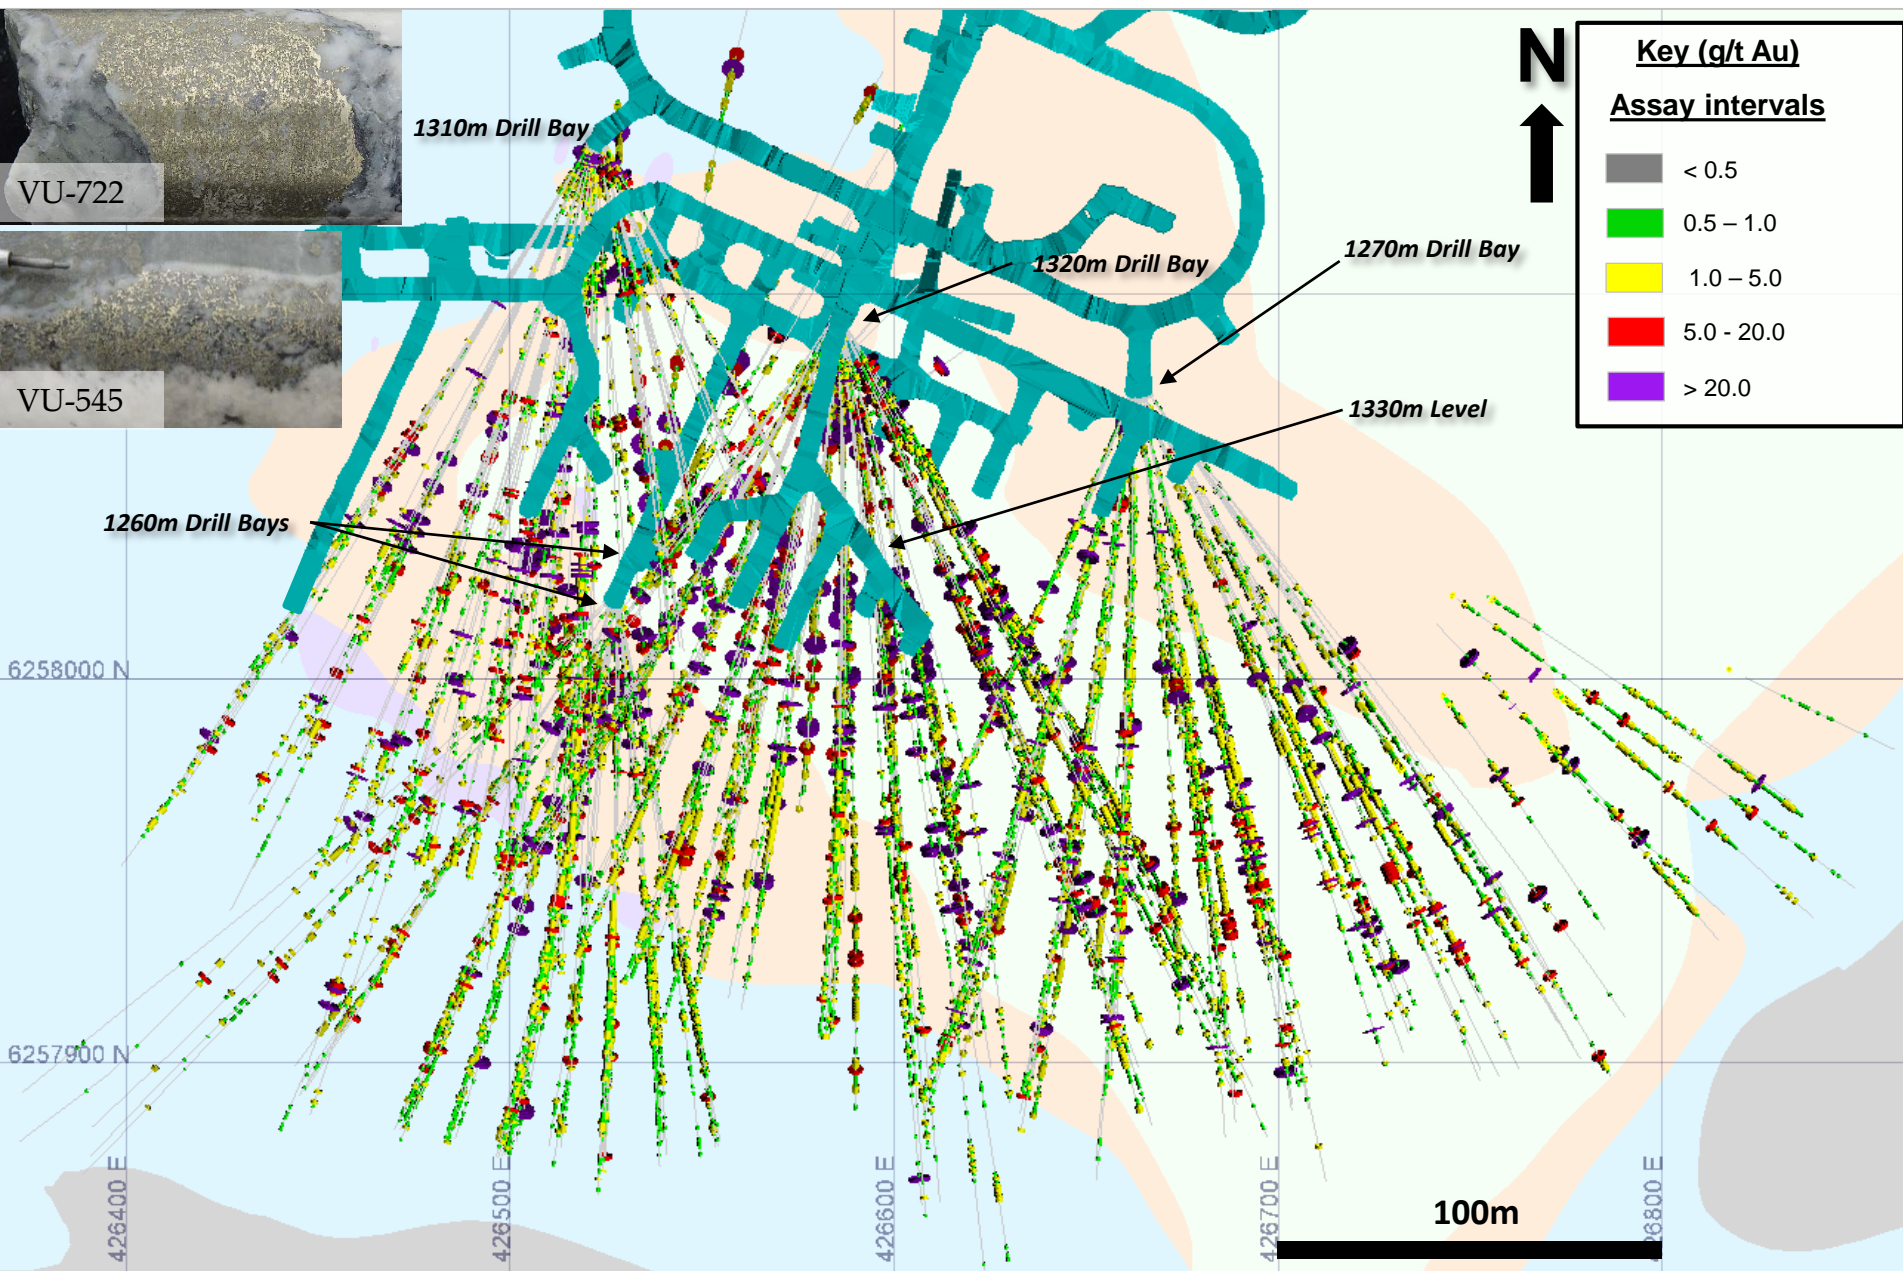 VU-722
VU-545
1310m Drill Bay
1320m Drill Bay
1270m Drill Bay
1330m Level
1260m Drill Bays
N
Key (g/t Au)
Assay intervals
< 0.5
0.5 – 1.0
1.0 – 5.0
5.0 - 20.0
> 20.0
6258000 N
6257900 N
426400 E
426500 E
426600 E
426700 E
426800 E
100m